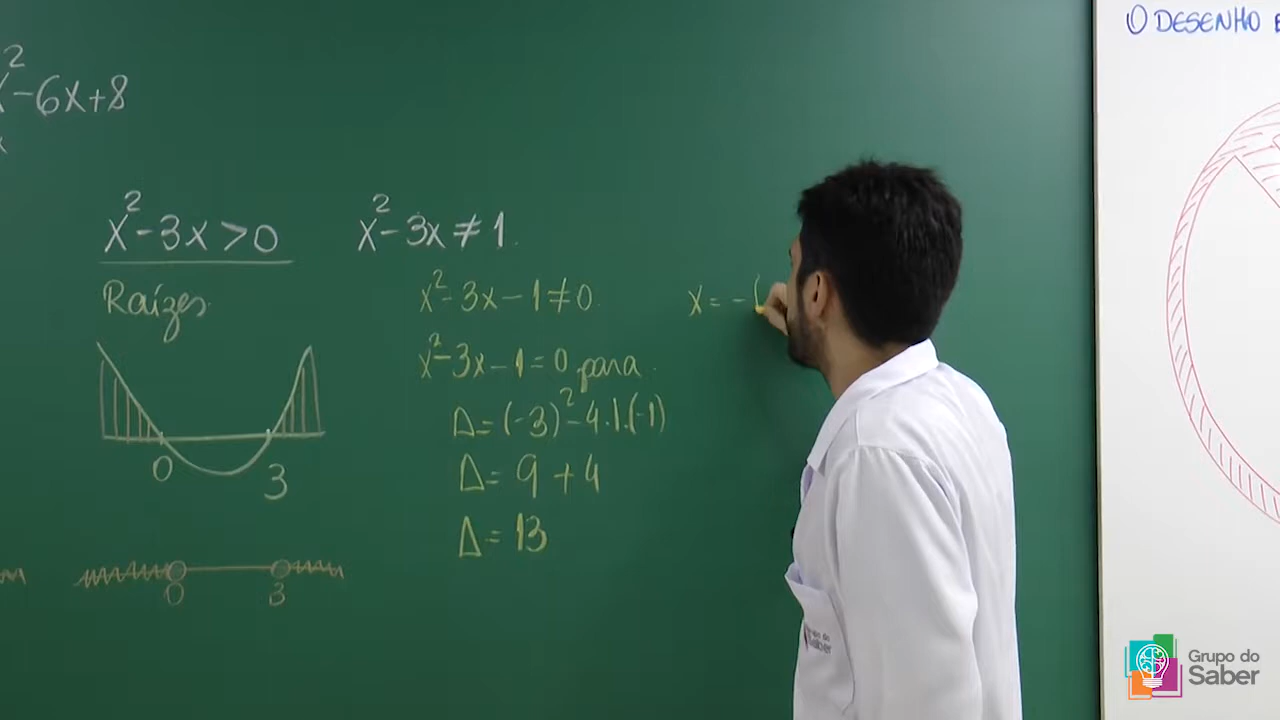 x²-6x+8
x
x²-3x>0
x²-3x≠1.
Raízes
x²-3x-1≠0.
x²-3x-1=0 para.
Δ=(-3)²-4.1.(-1)
Δ= 9+4
Δ= 13
0
3
0
3
x = -(
O DESENHO E
Grupo do
Saber